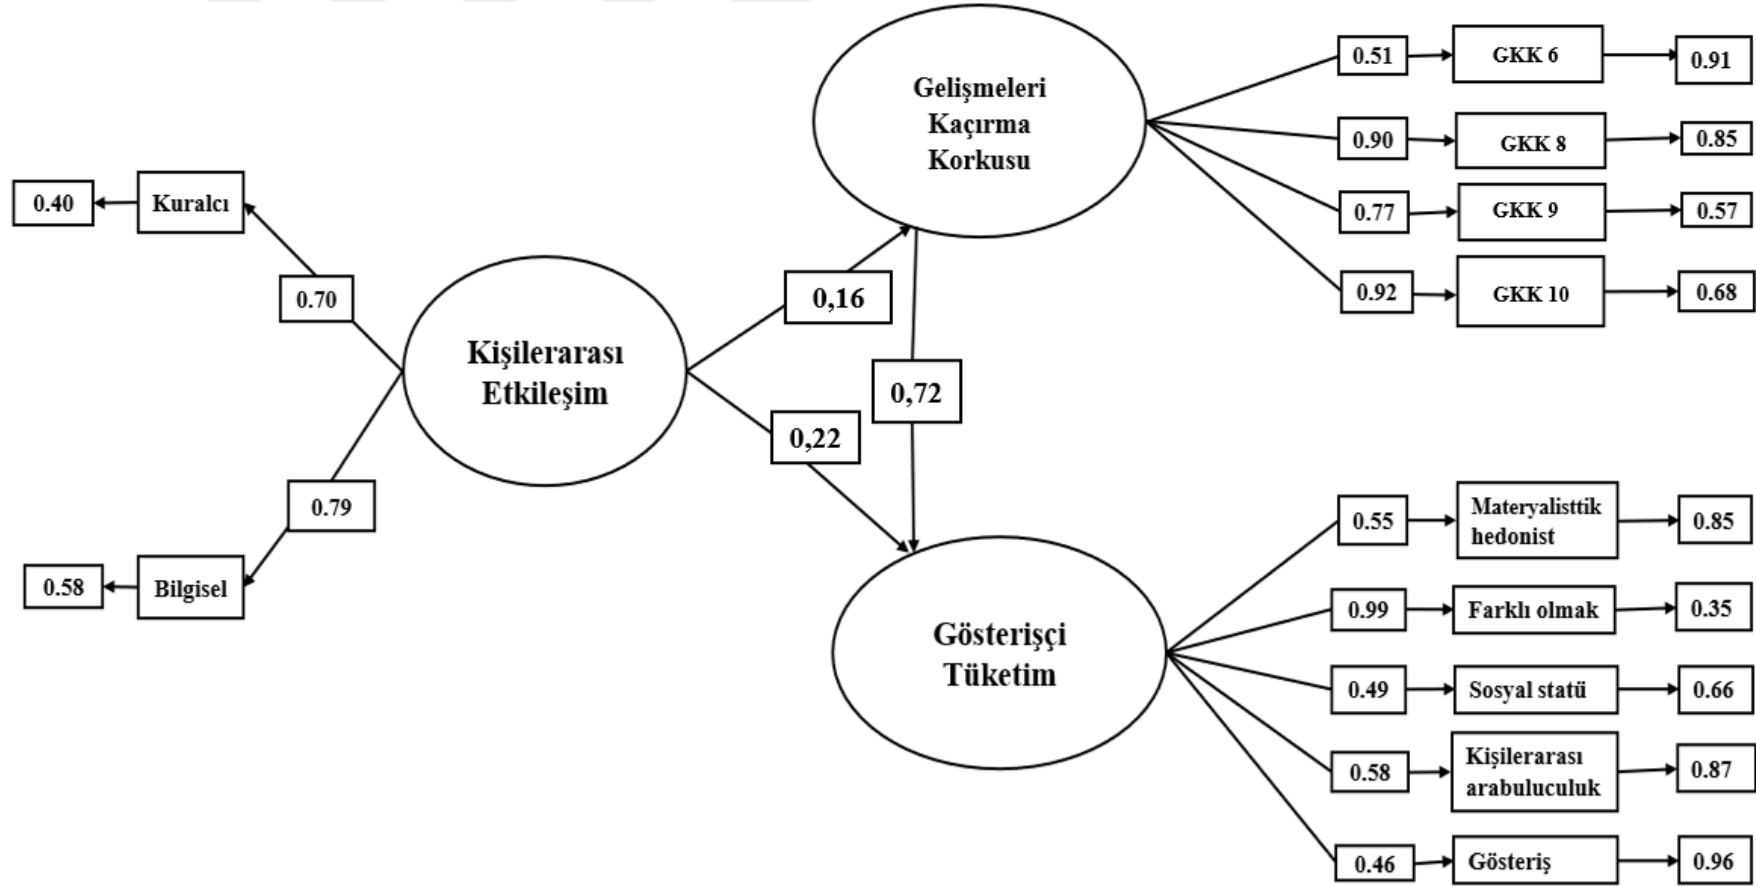 0.40
Kuralcı
0.70
Kişilerarası
Etkileşim
0.79
0.58
Bilgisel
0,16
0,22
0,72
Gelişmeleri
Kaçırma
Korkusu
0.51
GKK 6
0.91
0.90
GKK 8
0.85
0.77
GKK 9
0.57
0.92
GKK 10
0.68
Gösterişçi
Tüketim
0.55
Materyalisttik
hedonist
0.85
0.99
Farklı olmak
0.35
0.49
Sosyal statü
0.66
0.58
Kişilerarası
arabuluculuk
0.87
0.46
Gösteriş
0.96